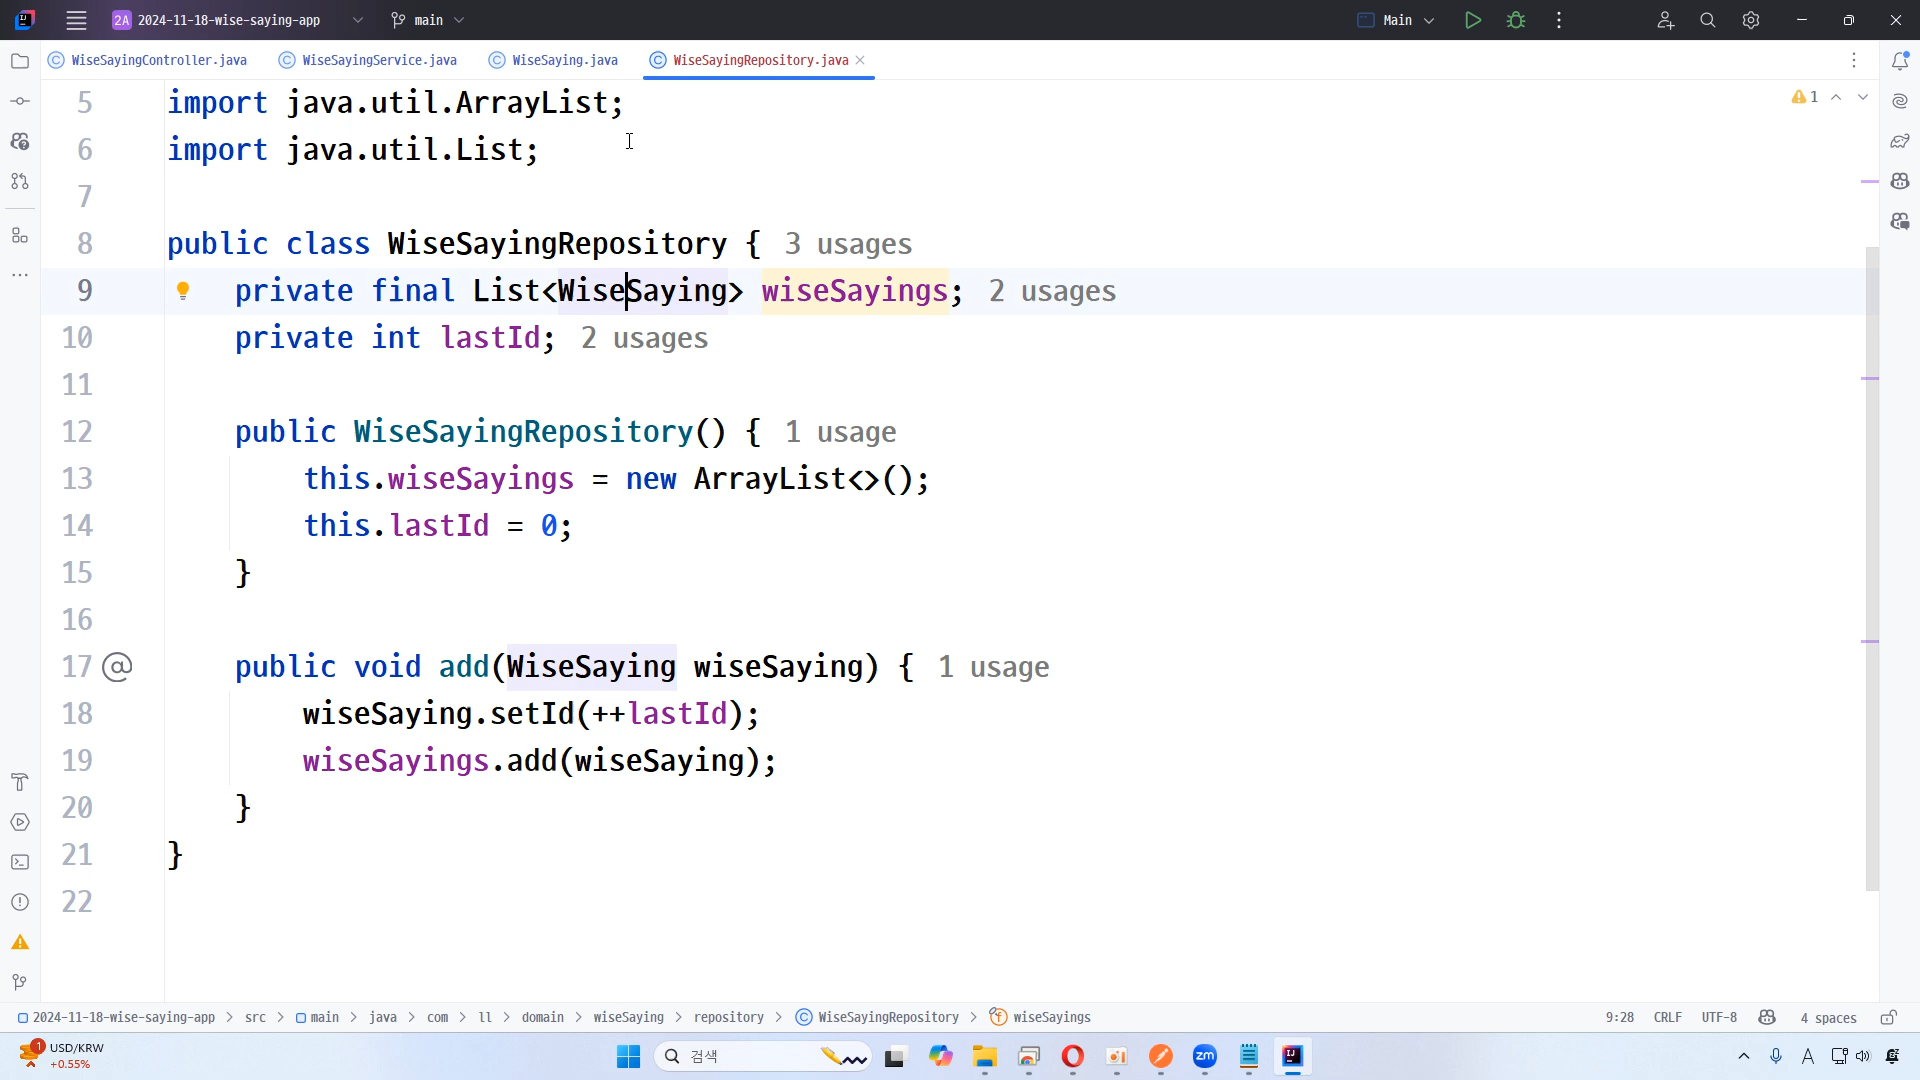 2A 2024-11-18-wise-saying-app main Main
WiseSayingController.java WiseSayingService.java WiseSaying.java WiseSayingRepository.java
5 import java.util.ArrayList; 1
6 import java.util.List;
7
8 public class WiseSayingRepository { 3 usages
9 private final List<WiseSaying> wiseSayings; 2 usages
10 private int lastId; 2 usages
11
12 public WiseSayingRepository() { 1 usage
13 this.wiseSayings = new ArrayList<>();
14 this.lastId = 0;
15 }
16
17 @ public void add(WiseSaying wiseSaying) { 1 usage
18 wiseSaying.setId(++lastId);
19 wiseSayings.add(wiseSaying);
20 }
21 }
22
2024-11-18-wise-saying-app > src > main > java > com > ll > domain > wiseSaying > repository > WiseSayingRepository > wiseSayings 9:28 CRLF UTF-8 4 spaces
1 USD/KRW
+0.55%
검색
zm
IJ
A